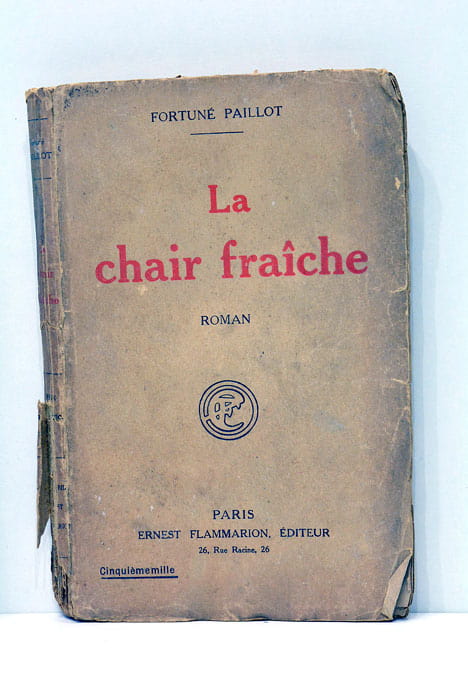 FORTUNÉ PAILLOT
La
chair fraîche
ROMAN
PARIS
ERNEST FLAMMARION, ÉDITEUR
26, Rue Racine, 26
Cinquièmemille